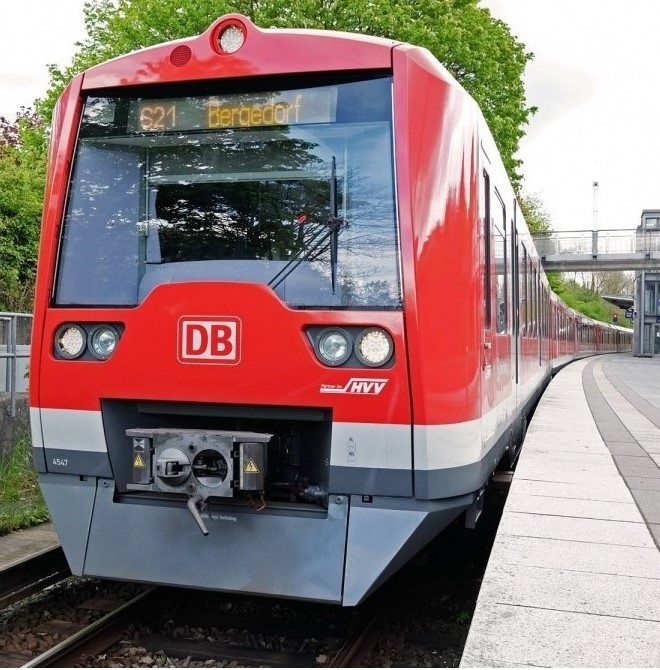 S21 Bergedorf
DB
Partner im HVV
4547